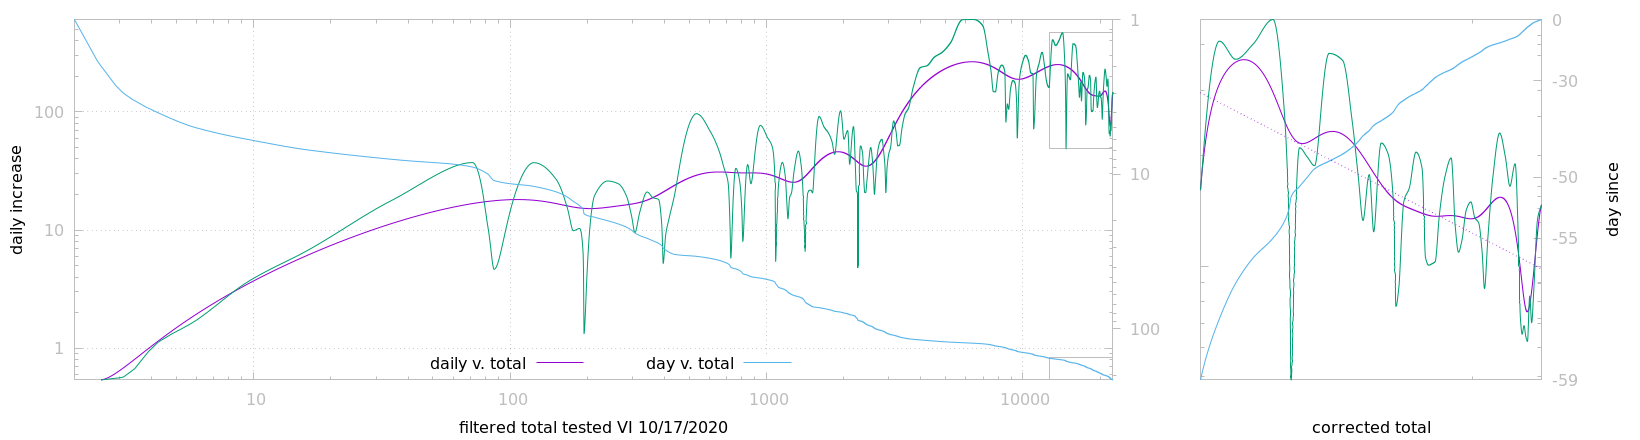 daily increase
100
10
1
10
100
1000
10000
filtered total tested VI 10/17/2020
daily v. total
day v. total
1
10
100
0
-30
-50
-55
-59
day since
corrected total